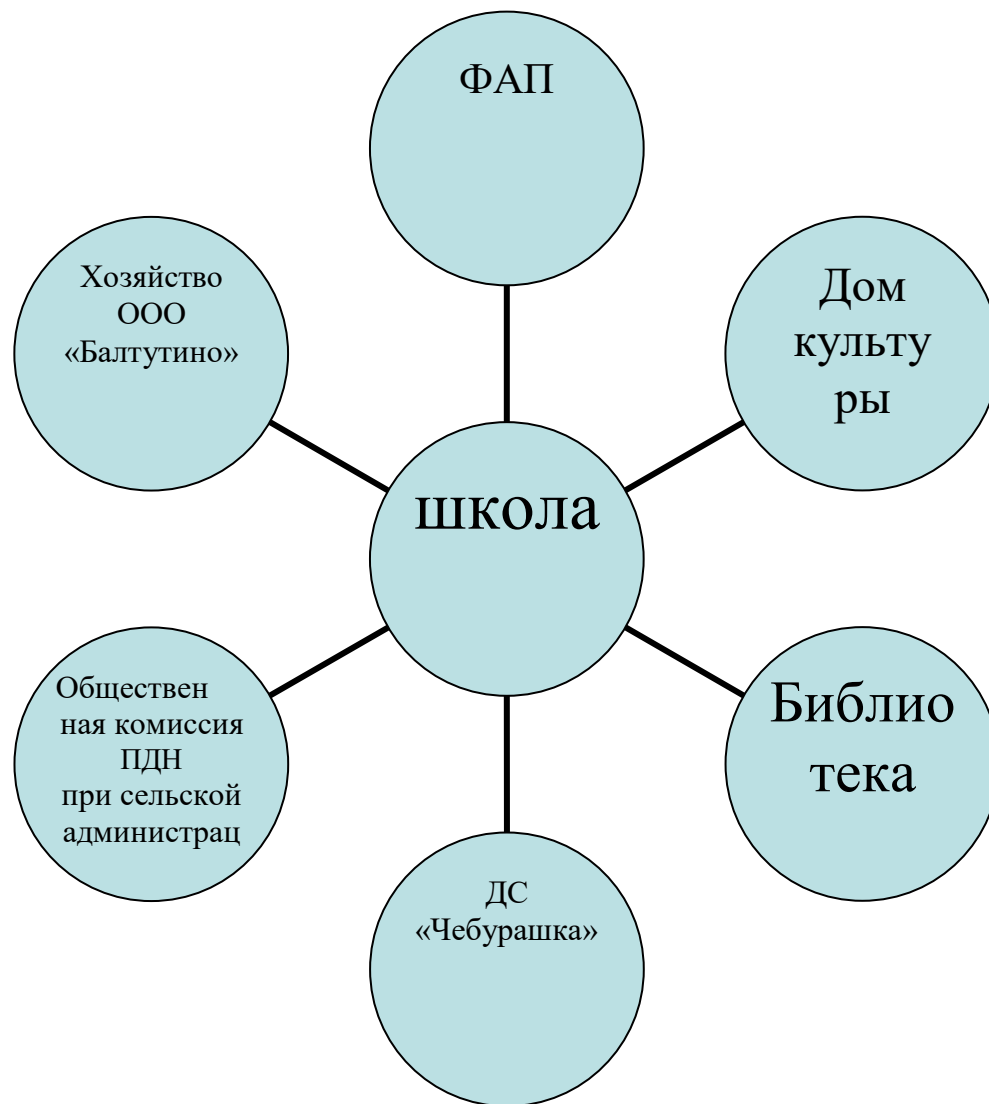 ФАП
Хозяйство
ООО
«Балтутино»
Дом
культу
ры
школа
Обществен
ная комиссия
ПДН
при сельской
администрац
Библио
тека
ДС
«Чебурашка»